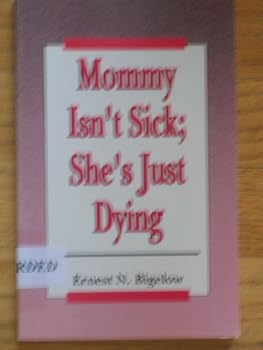 Mommy
Isn't Sick;
She's Just
Dying
Ernest N. Bigelow